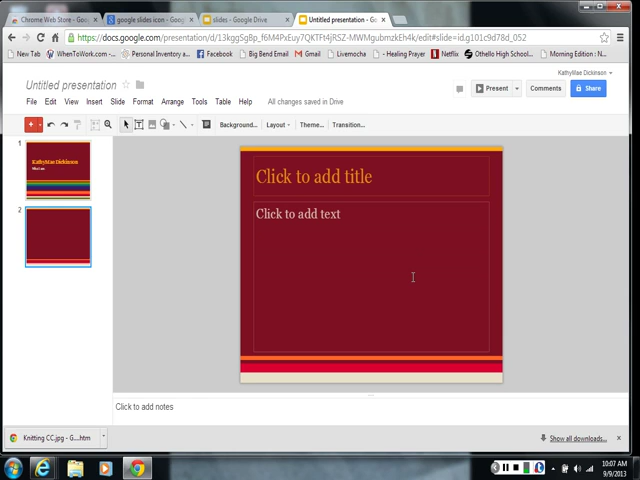 Chrome Web Store - Goo
google slides icon - Goo
slides - Google Drive
Untitled presentation - Go
https://docs.google.com/presentation/d/13kggSgBp_f6M4PxEuy7QKTFt4jRSZ-MWMgubmzkEh4k/edit#slide=id.g101c9d78d_052
New Tab
WhenToWork.com -...
Personal Inventory a...
Facebook
Gmail
Big Bend Email
Livemocha
- Healing Prayer
Netflix
Othello High School...
Morning Edition : N...
Untitled presentation
KathyMae Dickinson
File Edit View Insert Slide Format Arrange Tools Table Help All changes saved in Drive
Present Comments Share
Background... Layout Theme... Transition...
1
KathyMae Dickinson
Who I am
2
Click to add title
Click to add text
Click to add notes
Knitting CC.jpg - G....htm
Show all downloads...
10:07 AM
9/9/2013